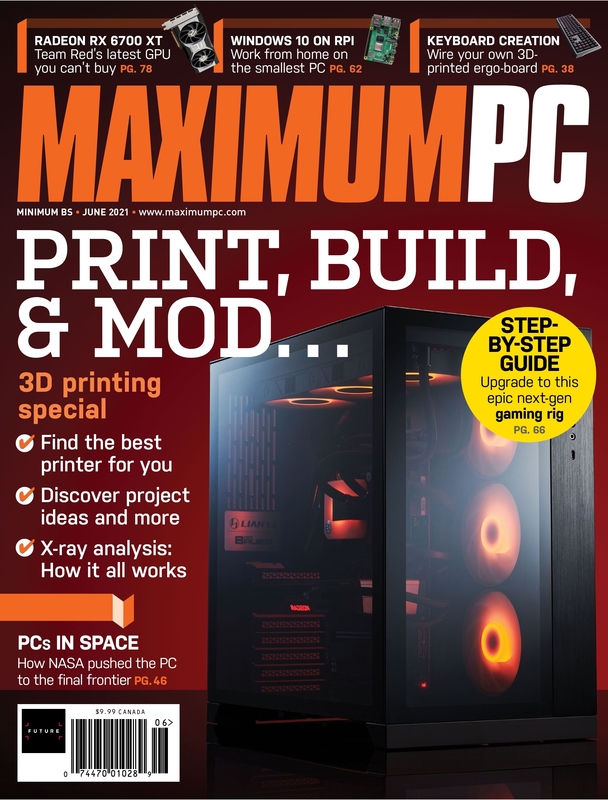 RADEON RX 6700 XT
Team Red's latest GPU
you can't buy PG. 78
WINDOWS 10 ON RPI
Work from home on
the smallest PC PG. 62
KEYBOARD CREATION
Wire your own 3D-
printed ergo-board PG. 38
MAXIMUMPC
MINIMUM BS • JUNE 2021 • www.maximumpc.com
PRINT, BUILD,
& MOD...
STEP-
BY-STEP
GUIDE
Upgrade to this
epic next-gen
gaming rig
PG. 66
3D printing
special
Find the best
printer for you
Discover project
ideas and more
X-ray analysis:
How it all works
LIAN LI
RADEON
PCs IN SPACE
How NASA pushed the PC
to the final frontier PG. 46
FUTURE
$9.99 CANADA
06>
0 74470 01028 9